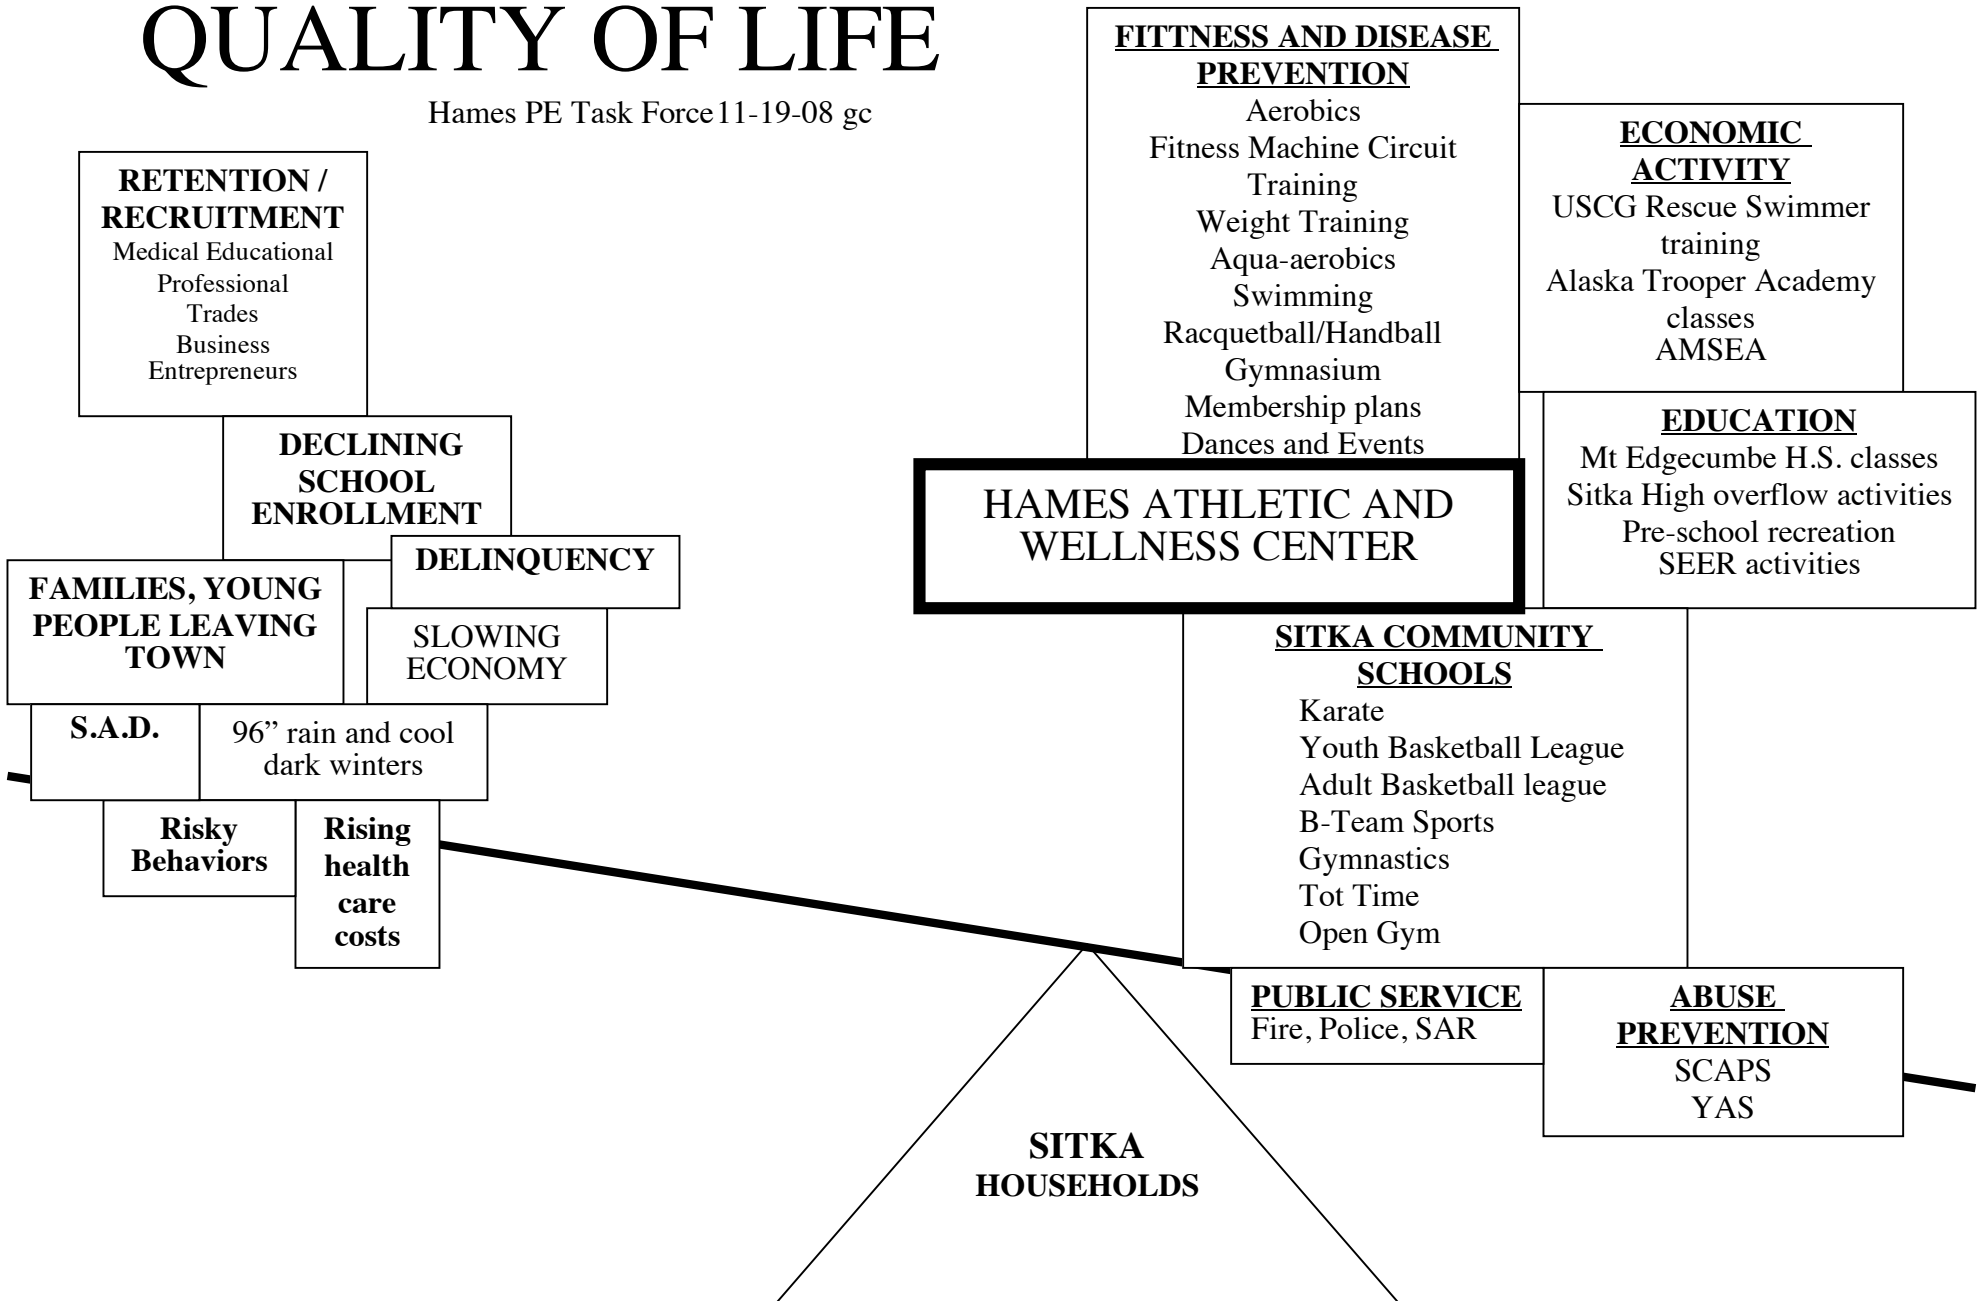 QUALITY OF LIFE
Hames PE Task Force11-19-08 gc
RETENTION /
RECRUITMENT
Medical Educational
Professional
Trades
Business
Entrepreneurs
DECLINING
SCHOOL
ENROLLMENT
DELINQUENCY
FAMILIES, YOUNG
PEOPLE LEAVING
TOWN
SLOWING
ECONOMY
S.A.D.
96” rain and cool
dark winters
Risky
Behaviors
Rising
health
care
costs
FITTNESS AND DISEASE
PREVENTION
Aerobics
Fitness Machine Circuit
Training
Weight Training
Aqua-aerobics
Swimming
Racquetball/Handball
Gymnasium
Membership plans
Dances and Events
ECONOMIC
ACTIVITY
USCG Rescue Swimmer
training
Alaska Trooper Academy
classes
AMSEA
HAMES ATHLETIC AND
WELLNESS CENTER
EDUCATION
Mt Edgecumbe H.S. classes
Sitka High overflow activities
Pre-school recreation
SEER activities
SITKA COMMUNITY
SCHOOLS
Karate
Youth Basketball League
Adult Basketball league
B-Team Sports
Gymnastics
Tot Time
Open Gym
PUBLIC SERVICE
Fire, Police, SAR
ABUSE
PREVENTION
SCAPS
YAS
SITKA
HOUSEHOLDS